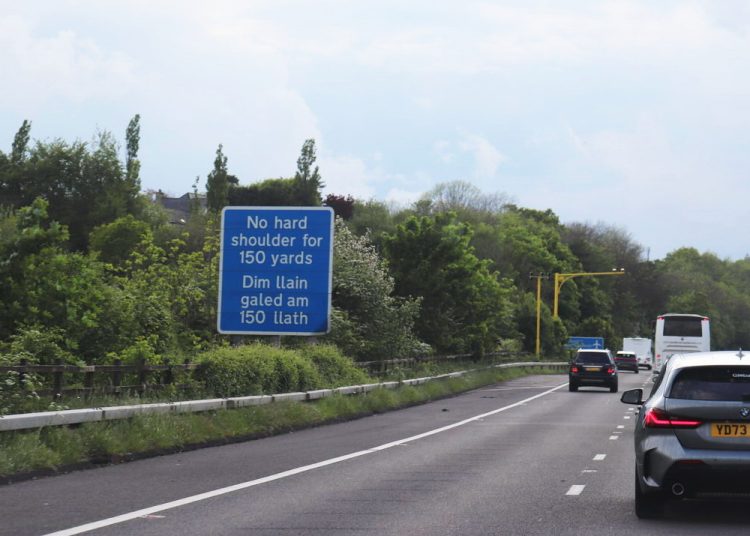 No hard
shoulder for
150 yards
Dim llain
galed am
150 llath
YD73